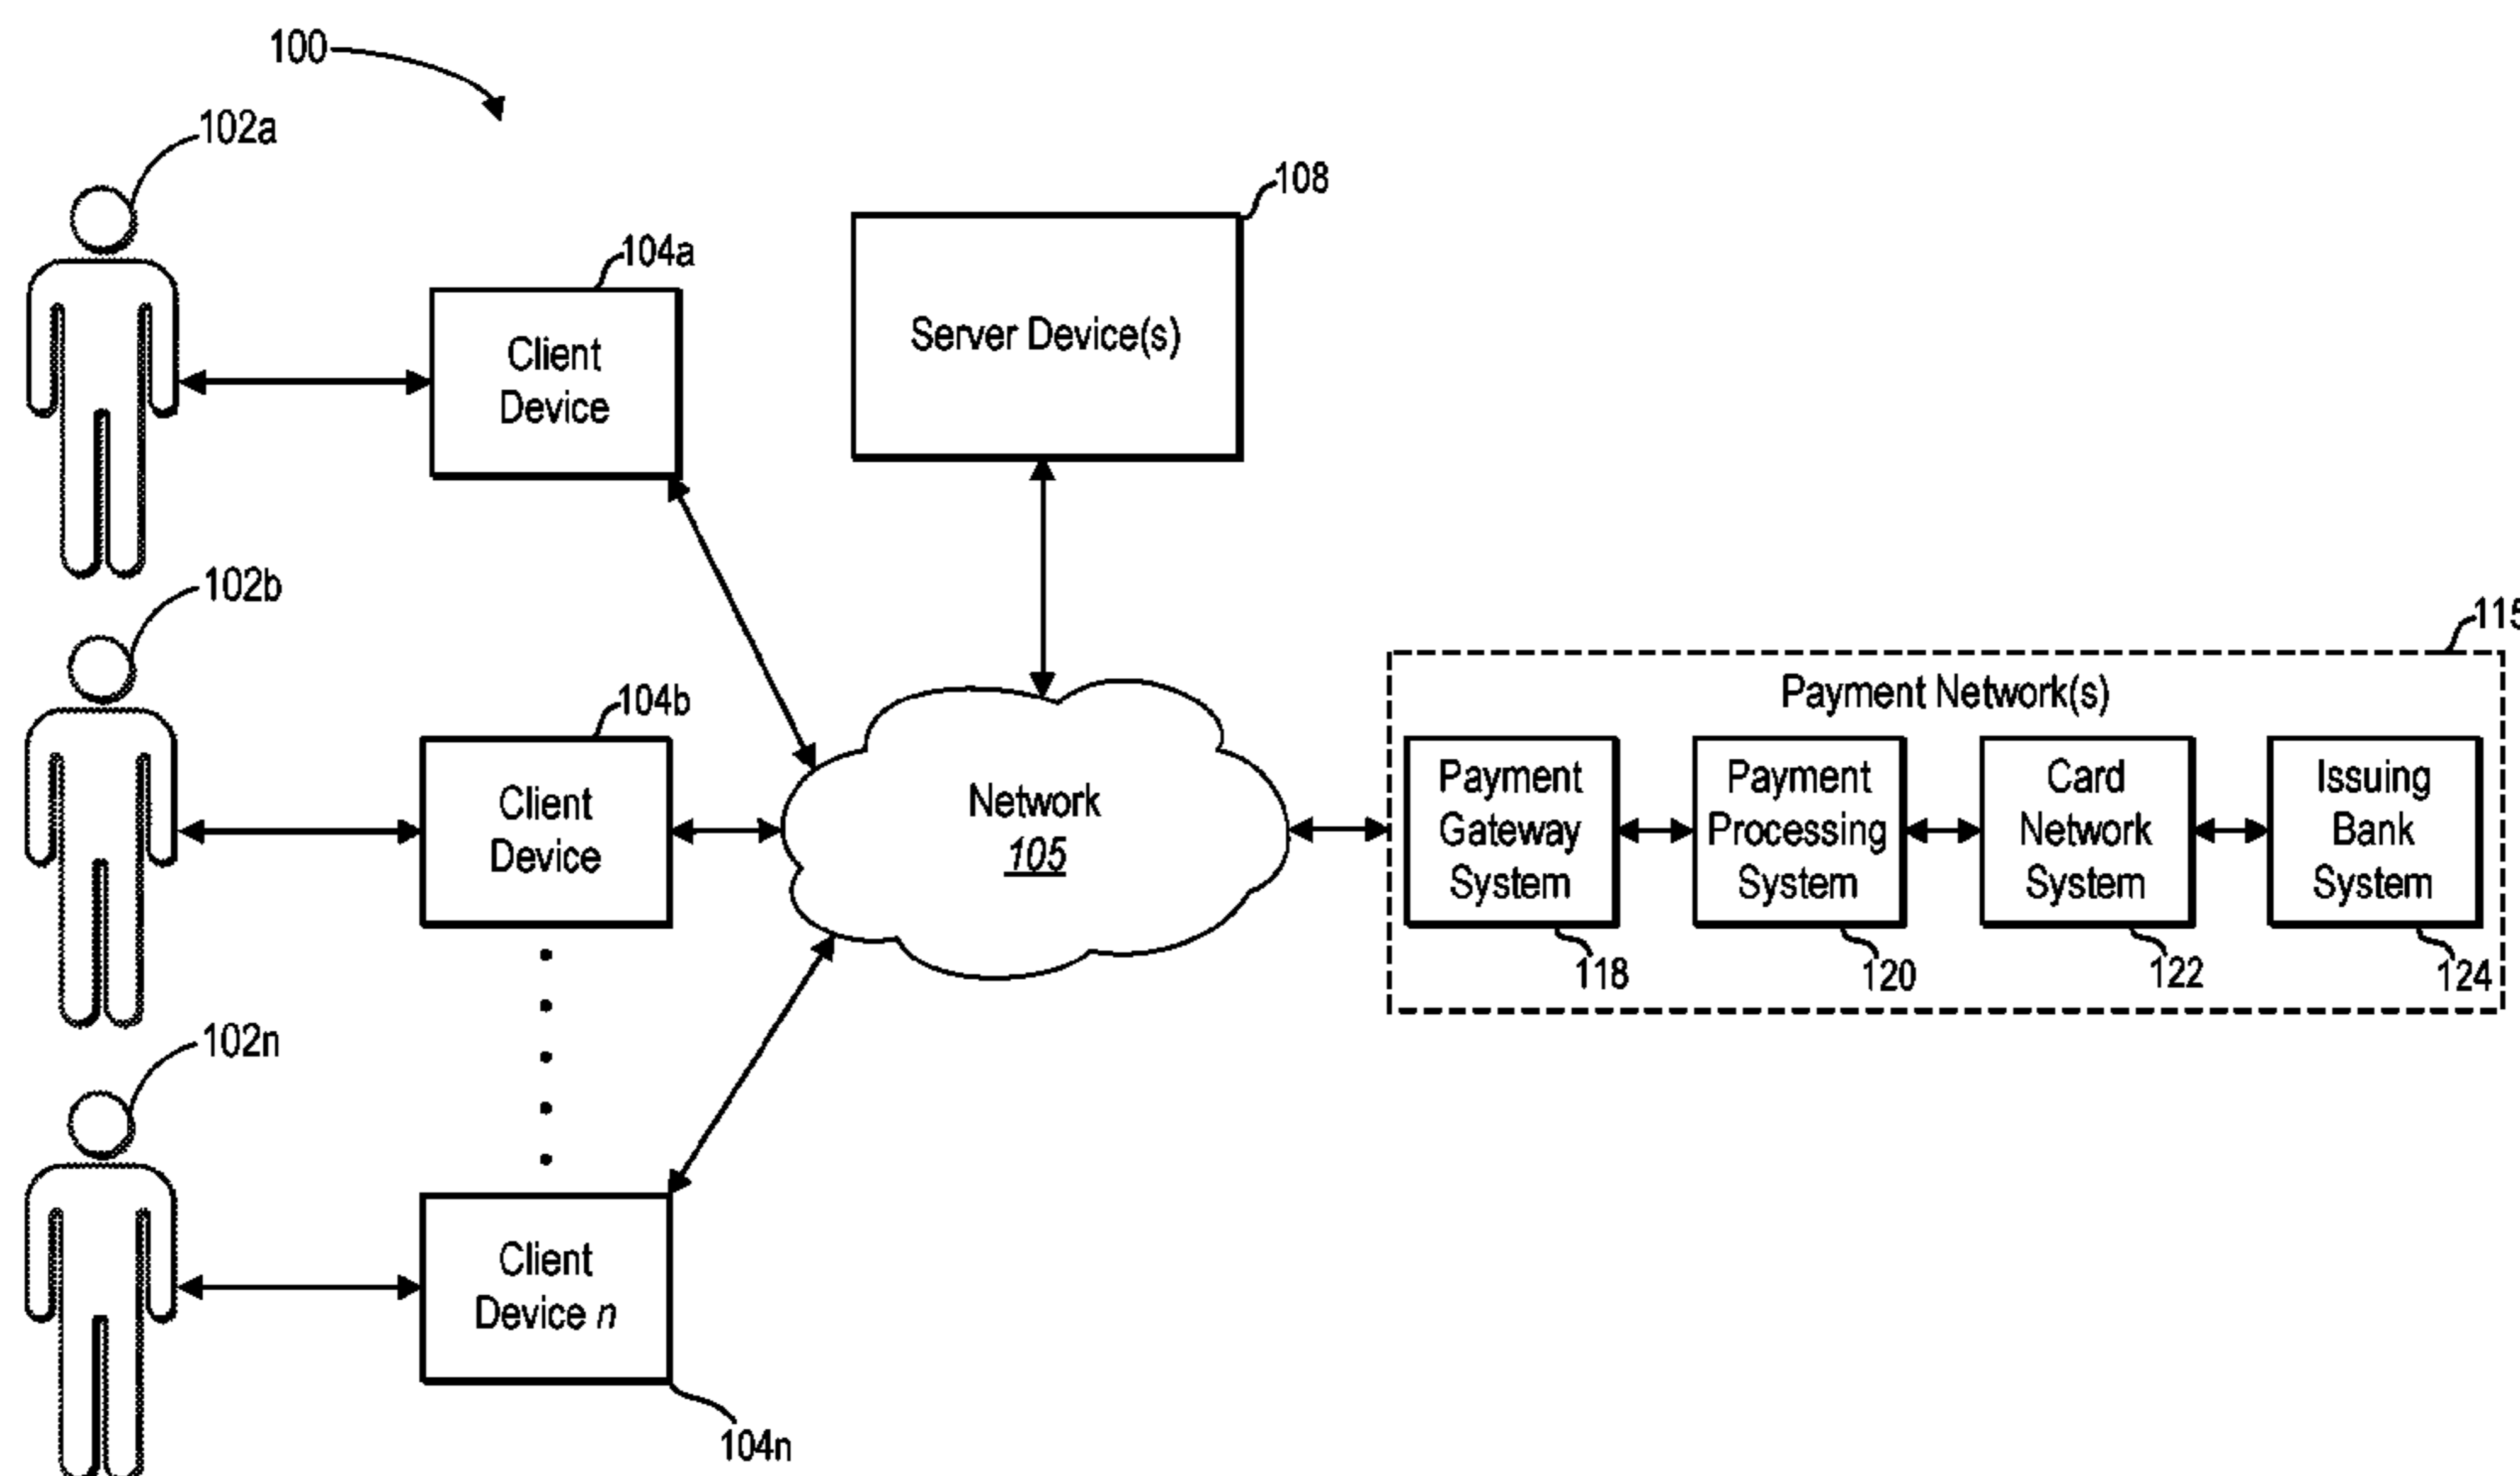 100
102a
108
104a
Server Device(s)
Client
Device
102b
115
104b
Payment Network(s)
Client
Device
Network
105
Payment
Gateway
System
Payment
Processing
System
Card
Network
System
Issuing
Bank
System
118
120
122
124
102n
Client
Device n
104n